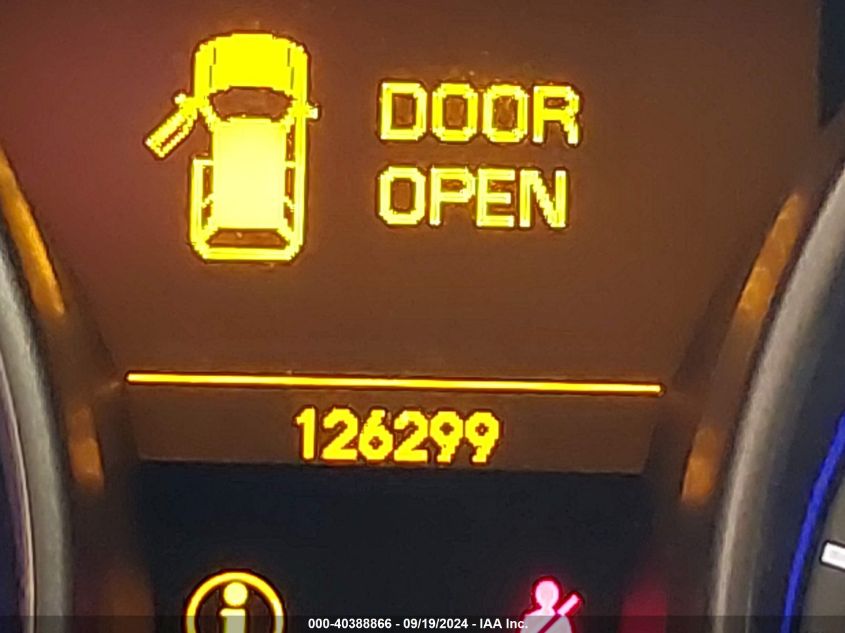 DOOR
OPEN
126299
000-40388866 - 09/19/2024 - IAA Inc.